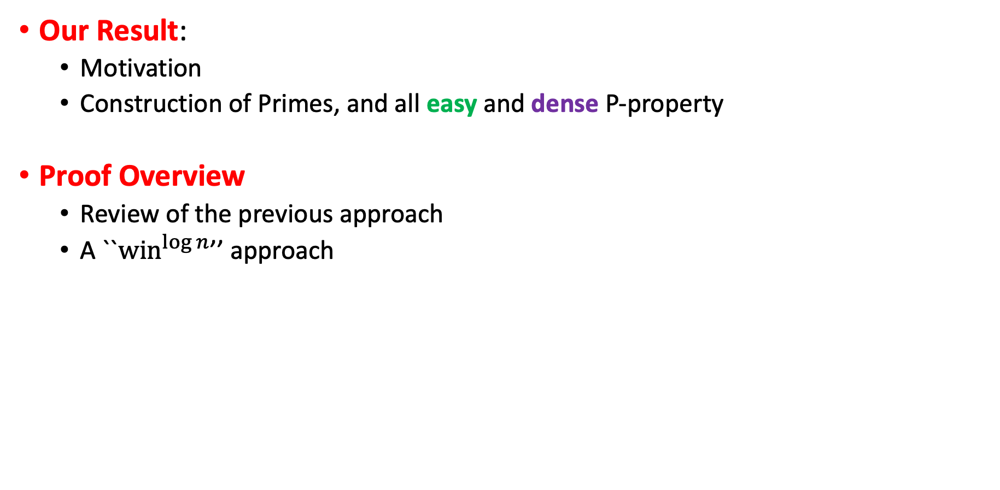 • Our Result:
• Motivation
• Construction of Primes, and all easy and dense P-property
• Proof Overview
• Review of the previous approach
• A ``win^{log n}'' approach